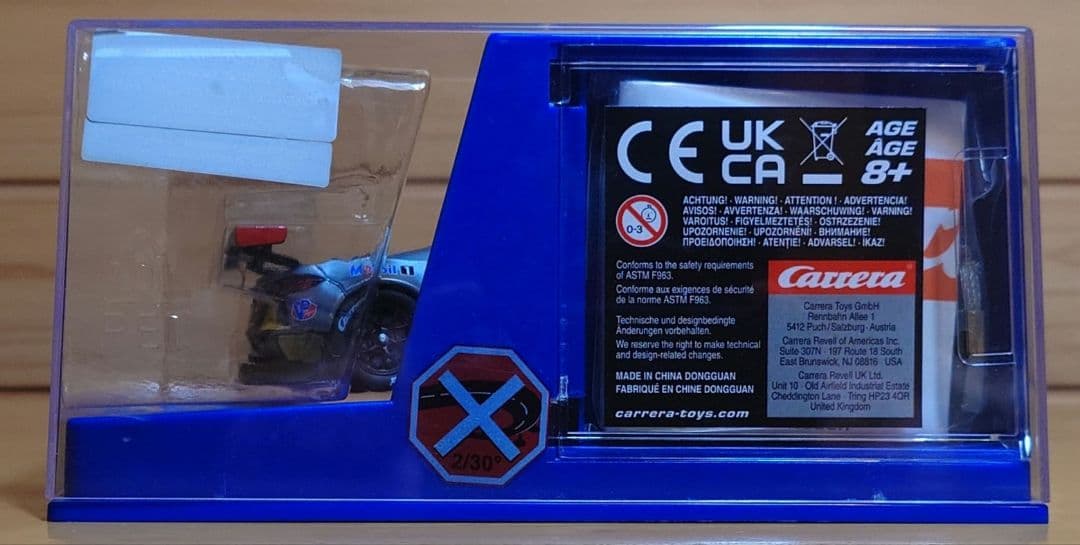 CE UK CA AGE ÂGE 8+
0-3
ACHTUNG! · WARNING! · ATTENTION ! · ADVERTENCIA!
AVISOS! · AVVERTENZA! · WAARSCHUWING! · VARNING!
VAROITUS! · FIGYELMEZTETÉS! · OSTRZEZENIE!
UPOZORNENIE! · UPOZORNĚNÍ! · ВНИМАНИЕ!
ΠΡΟΕΙΔΟΠΟΙΗΣΗ! · ATENŢIE! · ADVARSEL! · IKAZ!
Conforms to the safety requirements
of ASTM F963.
Conforme aux exigences de sécurité
de la norme ASTM F963.
Technische und designbedingte
Änderungen vorbehalten.
We reserve the right to make technical
and design-related changes.
MADE IN CHINA DONGGUAN
FABRIQUÉ EN CHINE DONGGUAN
carrera-toys.com
Carrera
Carrera Toys GmbH
Rennbahn Allee 1
5412 Puch/Salzburg · Austria
Carrera Revell of Americas Inc.
Suite 307N · 197 Route 18 South
East Brunswick, NJ 08816 · USA
Carrera Revell UK Ltd.
Unit 10 · Old Airfield Industrial Estate
Cheddington Lane · Tring HP23 4QR
United Kingdom
Mobil 1
VP
2/30°